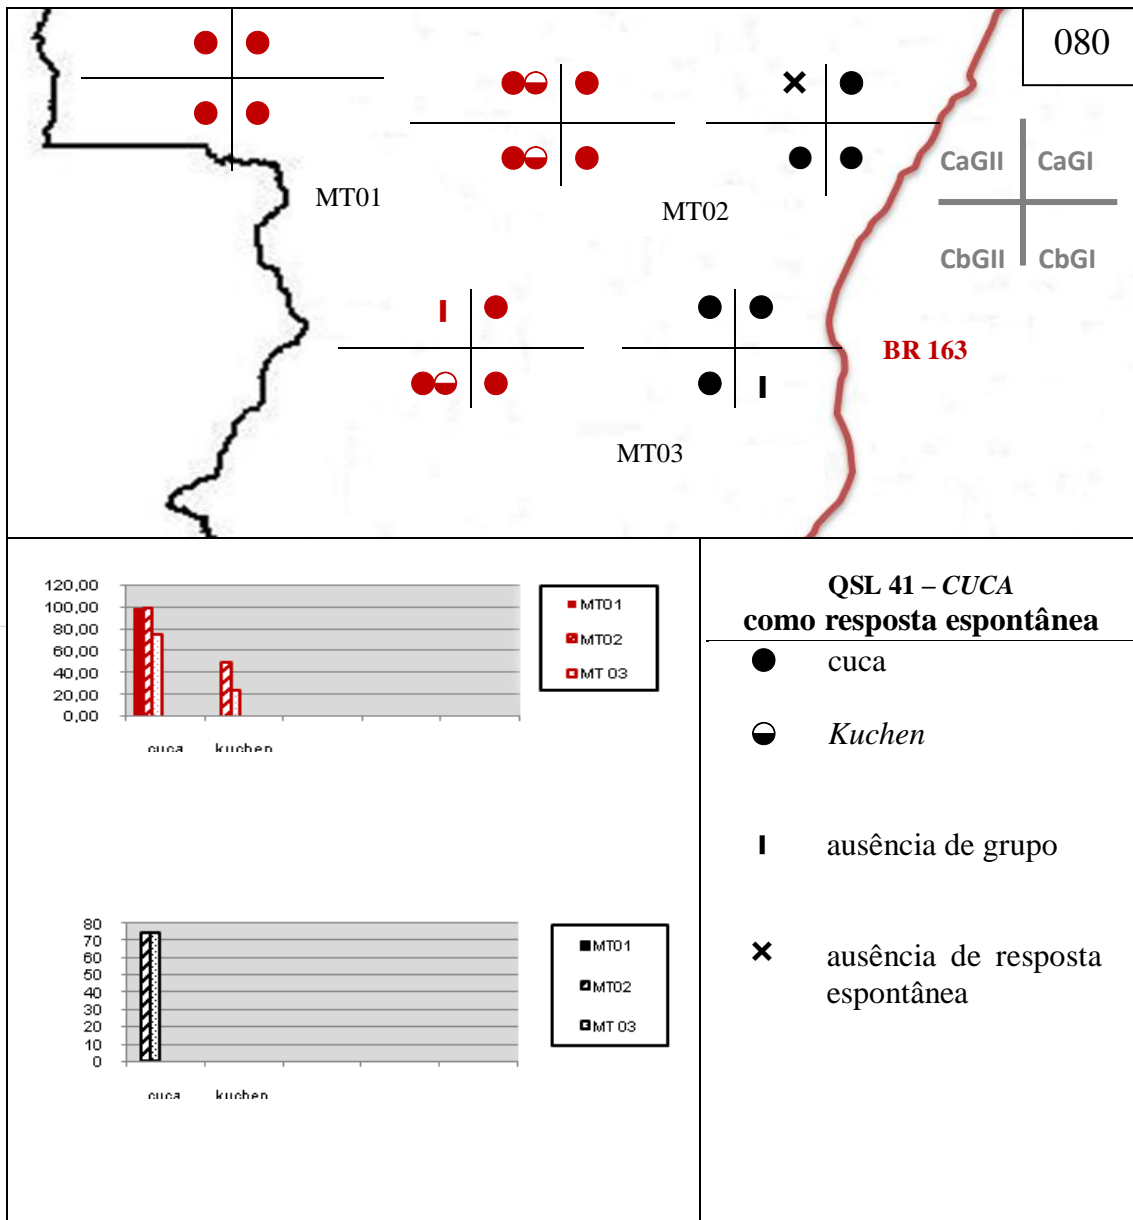 080
CaGII CaGI
CbGII CbGI
MT01
MT02
BR 163
MT03
QSL 41 – CUCA
como resposta espontânea
cuca
Kuchen
ausência de grupo
ausência de resposta
espontânea
120,00
100,00
80,00
60,00
40,00
20,00
0,00
cuca kuchen
MT01
MT02
MT 03
80
70
60
50
40
30
20
10
0
cuca kuchen
MT01
MT02
MT 03